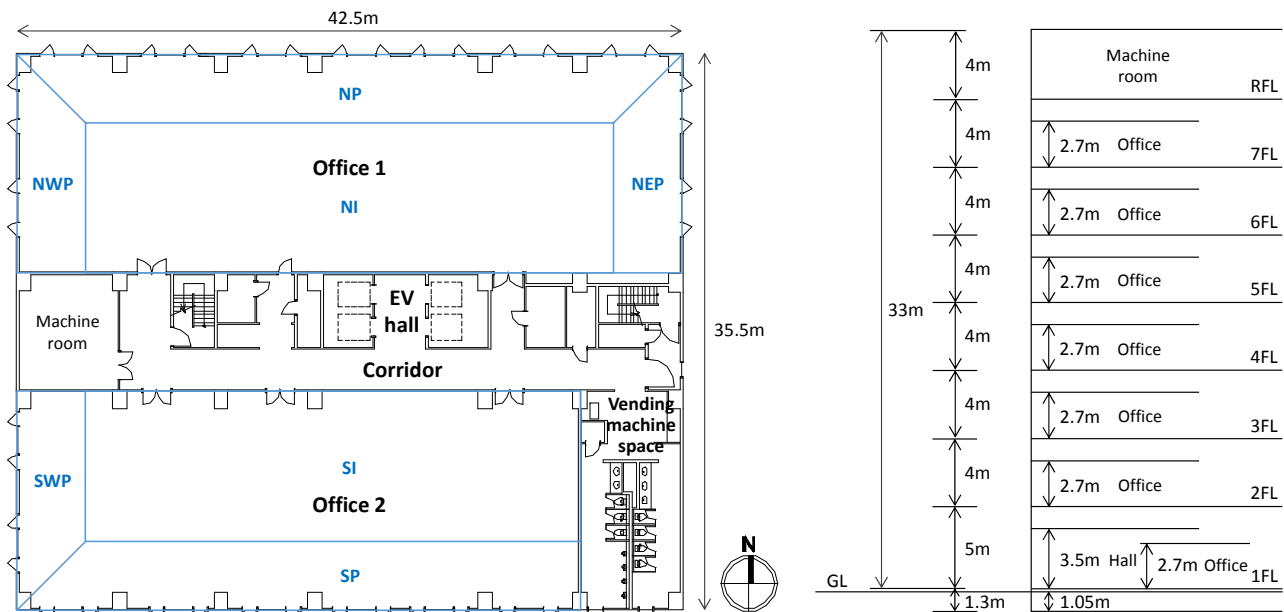 42.5m
NP
Office 1
NWP
NEP
NI
EV
hall
Machine
room
35.5m
Corridor
Vending
machine
space
SI
SWP
Office 2
SP
N
4m
Machine
room
RFL
4m
2.7m Office
7FL
4m
2.7m Office
6FL
4m
2.7m Office
5FL
33m
4m
2.7m Office
4FL
4m
2.7m Office
3FL
4m
2.7m Office
2FL
5m
3.5m Hall
2.7m Office
1FL
GL
1.3m
1.05m